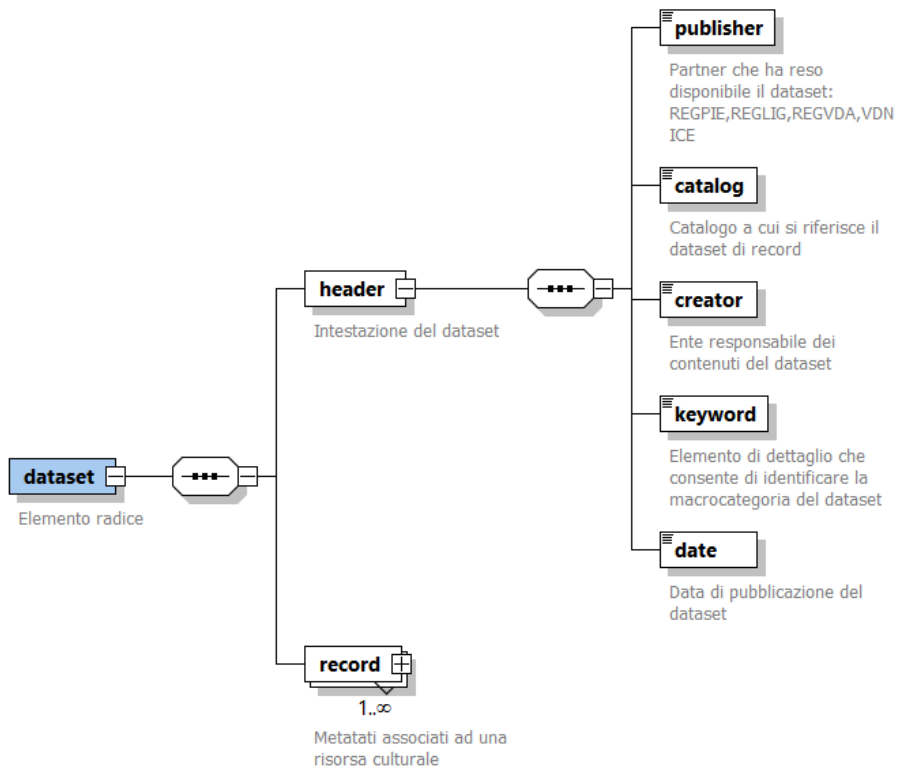 publisher
Partner che ha reso
disponibile il dataset:
REGPIE,REGLIG,REGVDA,VDN
ICE
catalog
Catalogo a cui si riferisce il
dataset di record
header
Intestazione del dataset
creator
Ente responsabile dei
contenuti del dataset
keyword
Elemento di dettaglio che
consente di identificare la
macrocategoria del dataset
dataset
Elemento radice
date
Data di pubblicazione del
dataset
record
1..∞
Metatati associati ad una
risorsa culturale